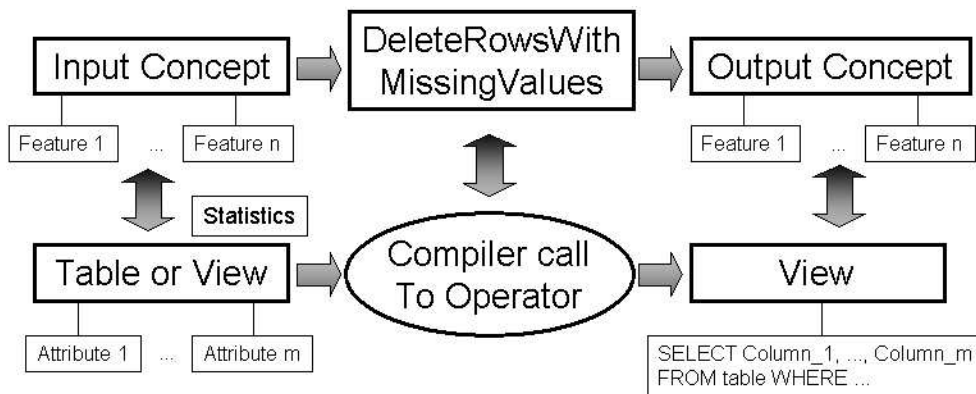 Input Concept
DeleteRowsWith
MissingValues
Output Concept
Feature 1
...
Feature n
Feature 1
...
Feature n
Statistics
Table or View
Compiler call
To Operator
View
Attribute 1
...
Attribute m
SELECT Column_1, ..., Column_m
FROM table WHERE ...